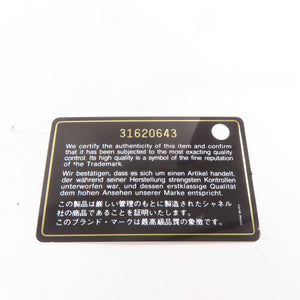 31620643
We certify the authenticity of this item and confirm
that it has been subjected to the most exacting quality
control. Its high quality is a symbol of the fine reputation
of the Trademark.
Wir bestätigen, dass es sich um einen Artikel handelt,
der während seiner Herstellung strengsten Kontrollen
unterworfen war, und dessen erstklassige Qualität
dem hohen Ansehen unserer Marke entspricht.
この製品は厳しい管理のもとに製造されたシャネル
社の商品であることを証明いたします。
このブランド・マークは最高級品質の象徴です。